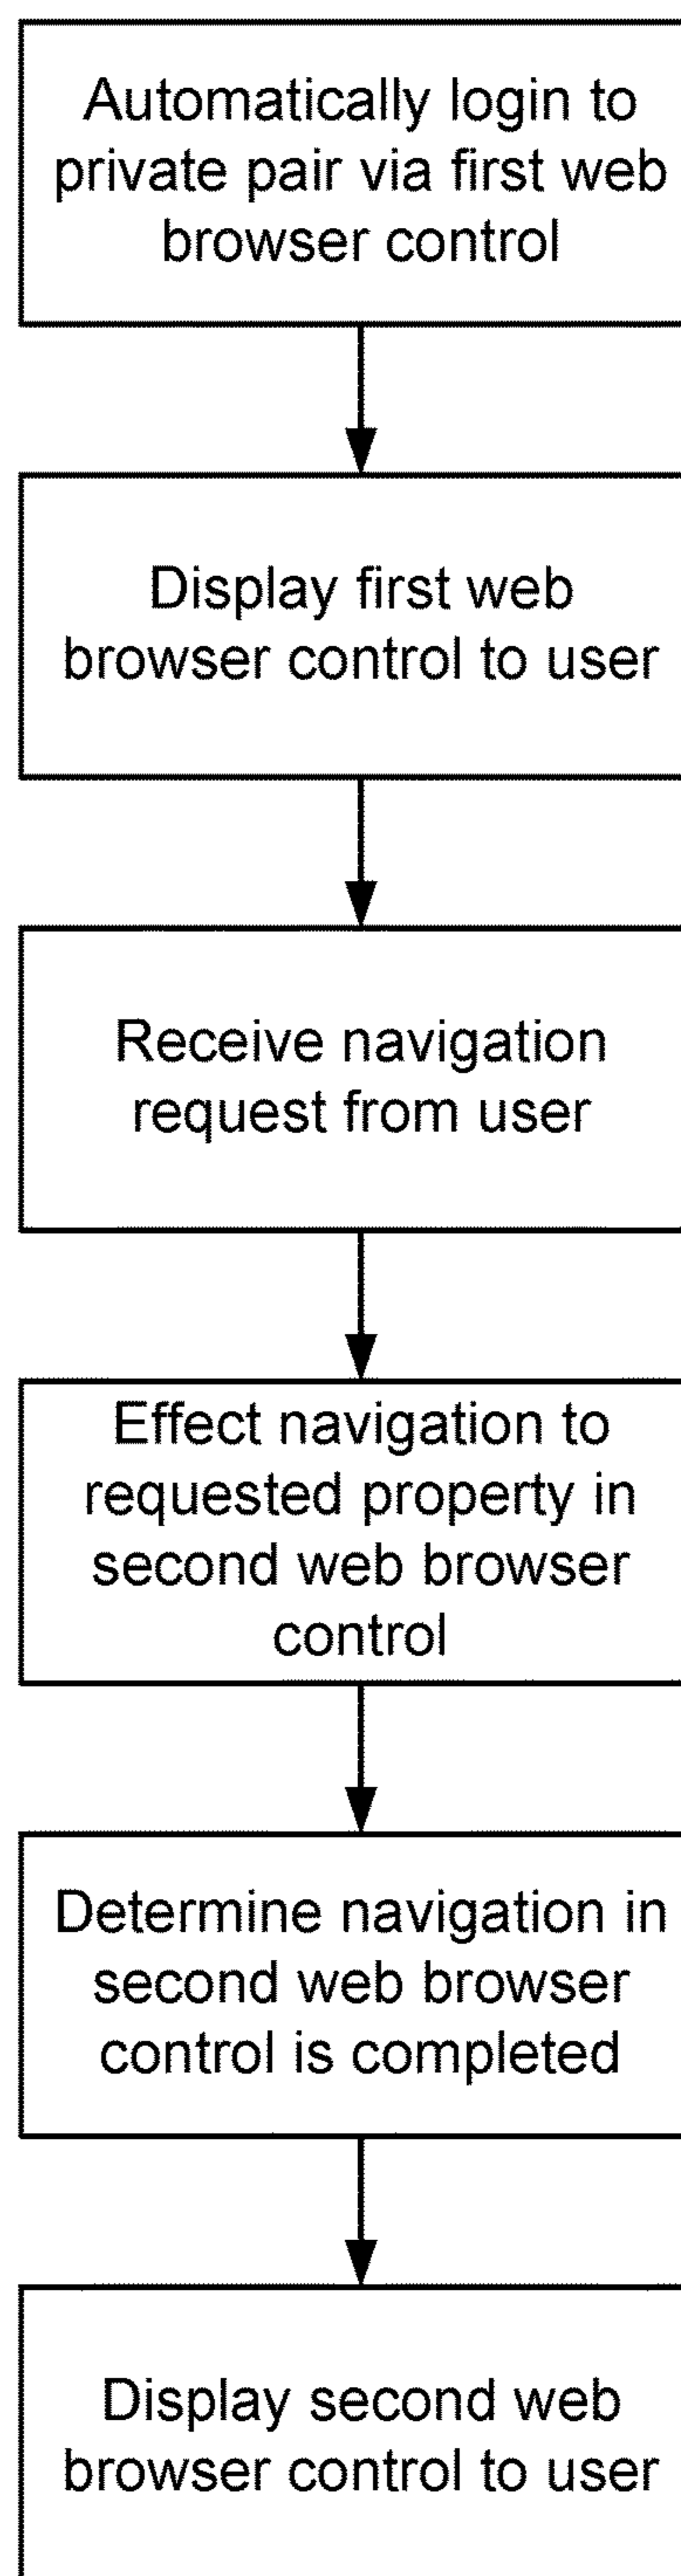 Automatically login to
private pair via first web
browser control
Display first web
browser control to user
Receive navigation
request from user
Effect navigation to
requested property in
second web browser
control
Determine navigation in
second web browser
control is completed
Display second web
browser control to user